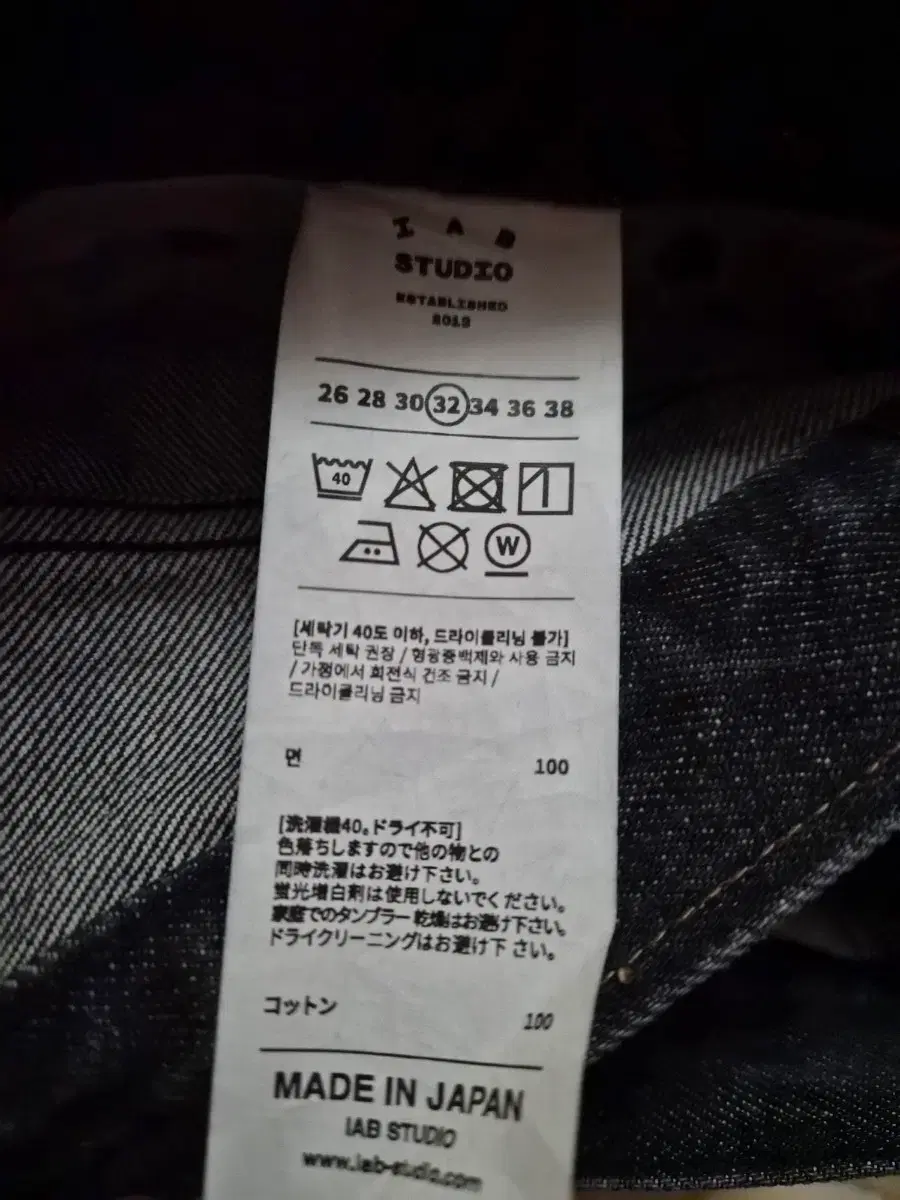 IAB
STUDIO
ESTABLISHED
2013
26 28 30 32 34 36 38
40
W
[세탁기 40도 이하, 드라이클리닝 불가]
단독 세탁 권장 / 형광증백제와 사용 금지
/ 가정에서 회전식 건조 금지 /
드라이클리닝 금지
면 100
[洗濯機40。ドライ不可]
色落ちしますので他の物との
同時洗濯はお避け下さい。
蛍光増白剤は使用しないでください。
家庭でのタンブラー 乾燥はお避け下さい。
ドライクリーニングはお避け下 さい。
コットン 100
MADE IN JAPAN
IAB STUDIO
www.iab-studio.com